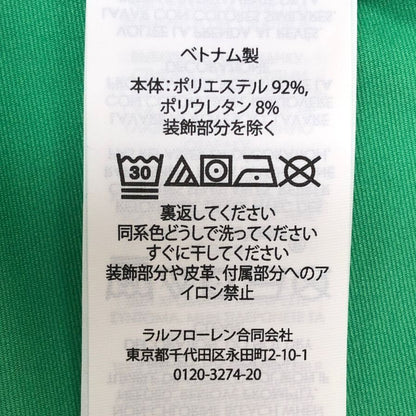 ベトナム製
本体：ポリエステル 92%,
ポリウレタン 8%
装飾部分を除く
30
裏返してください
同系色どうしで洗ってください
すぐに干してください
装飾部分や皮革、付属部分へのア
イロン禁止
ラルフローレン合同会社
東京都千代田区永田町2-10-1
0120-3274-20